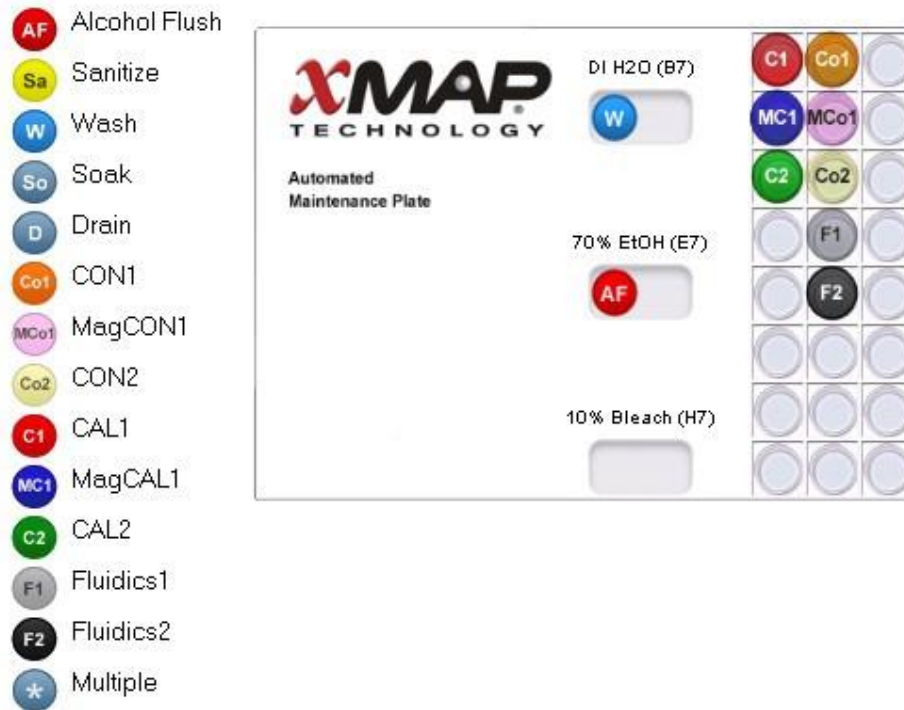 AF Alcohol Flush
Sa Sanitize
W Wash
So Soak
D Drain
Co1 CON1
MCo1 MagCON1
Co2 CON2
C1 CAL1
MC1 MagCAL1
C2 CAL2
F1 Fluidics1
F2 Fluidics2
* Multiple
xMAP
TECHNOLOGY
Automated
Maintenance Plate
DI H2O (B7)
W
70% EtOH (E7)
AF
10% Bleach (H7)
C1 Co1
MC1 MCo1
C2 Co2
F1
F2